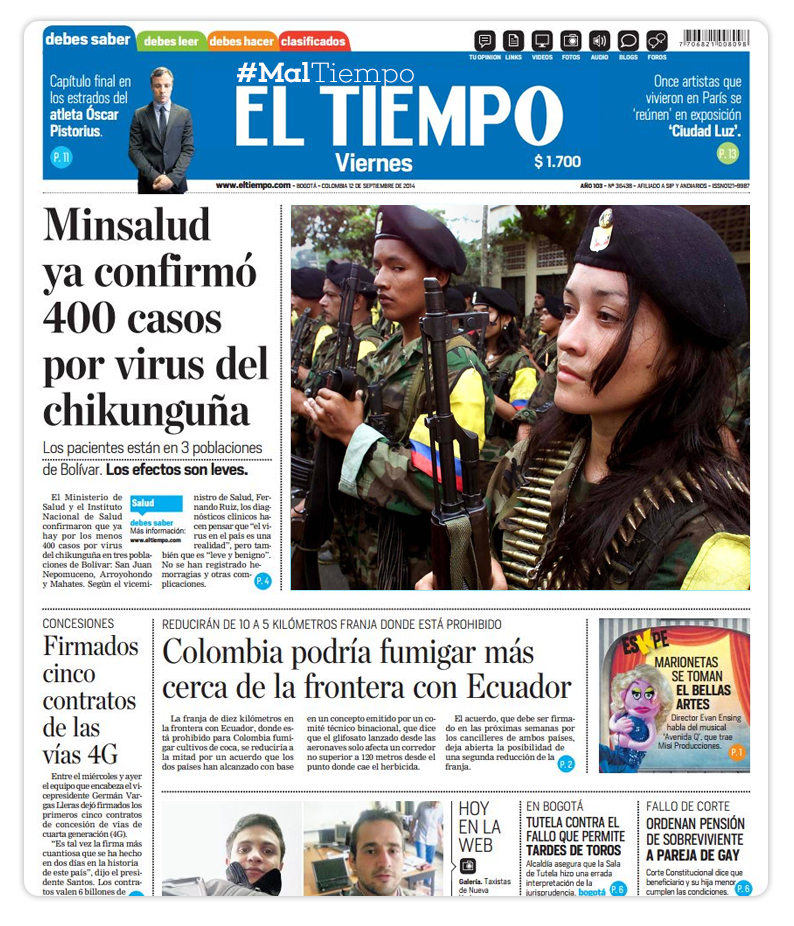 debes saber
debes leer
debes hacer
clasificados
TU OPINION
LINKS
VIDEOS
FOTOS
AUDIO
BLOGS
FOROS
7 706821 008098
#MalTiempo
EL TIEMPO
Viernes
$ 1.700
Capítulo final en
los estrados del
atleta Óscar
Pistorius.
P. 11
Once artistas que
vivieron en París se
'reúnen' en exposición
'Ciudad Luz'.
P. 13
www.eltiempo.com - BOGOTÁ - COLOMBIA 12 DE SEPTIEMBRE DE 2014
AÑO 103 - Nº 36438 - AFILIADO A SIP Y ANDIARIOS - ISSN0121-9987
Minsalud
ya confirmó
400 casos
por virus del
chikunguña
Los pacientes están en 3 poblaciones
de Bolívar. Los efectos son leves.
El Ministerio de
Salud y el Instituto
Nacional de Salud
confirmaron que ya
hay por los menos
400 casos por virus
del chikunguña en tres pobla-
ciones de Bolívar: San Juan
Nepomuceno, Arroyohondo
y Mahates. Según el vicemi-
Salud
debes saber
Más información:
www.eltiempo.com
nistro de Salud, Fer-
nando Ruiz, los diag-
nósticos clínicos ha-
cen pensar que "el vi-
rus en el país es una
realidad", pero tam-
bién que es "leve y benigno".
No se han registrado he-
morragias y otras com-
plicaciones.
P. 4
CONCESIONES
Firmados
cinco
contratos
de las
vías 4G
Entre el miércoles y ayer
el equipo que encabeza el vi-
cepresidente Germán Var-
gas Lleras dejó firmados los
primeros cinco contratos
de concesión de vías de
cuarta generación (4G).
"Es tal vez la firma más
cuantiosa que se ha hecho
en dos días en la historia
de este país", dijo el presi-
dente Santos. Los contra-
tos valen 6 billones de
REDUCIRÁN DE 10 A 5 KILÓMETROS FRANJA DONDE ESTÁ PROHIBIDO
Colombia podría fumigar más
cerca de la frontera con Ecuador
La franja de diez kilómetros en
la frontera con Ecuador, donde es-
tá prohibido para Colombia fumi-
gar cultivos de coca, se reduciría a
la mitad por un acuerdo que los
dos países han alcanzado con base
en un concepto emitido por un co-
mité técnico binacional, que dice
que el glifosato lanzado desde las
aeronaves solo afecta un corredor
no superior a 120 metros desde el
punto donde cae el herbicida.
El acuerdo, que debe ser firma-
do en las próximas semanas por
los cancilleres de ambos países,
deja abierta la posibilidad de
una segunda reducción de la
franja.
P. 2
ESKPE
MARIONETAS
SE TOMAN
EL BELLAS
ARTES
Director Evan Ensing
habla del musical
'Avenida Q', que trae
Misi Producciones.
P. 1
HOY
EN LA
WEB
Galería. Taxistas
de Nueva
EN BOGOTÁ
TUTELA CONTRA EL
FALLO QUE PERMITE
TARDES DE TOROS
Alcaldía asegura que la Sala
de Tutela hizo una errada
interpretación de la
jurisprudencia. bogotá
P. 6
FALLO DE CORTE
ORDENAN PENSIÓN
DE SOBREVIVIENTE
A PAREJA DE GAY
Corte Constitucional dice que
beneficiario y su hija menor
cumplen las condiciones.
P. 6